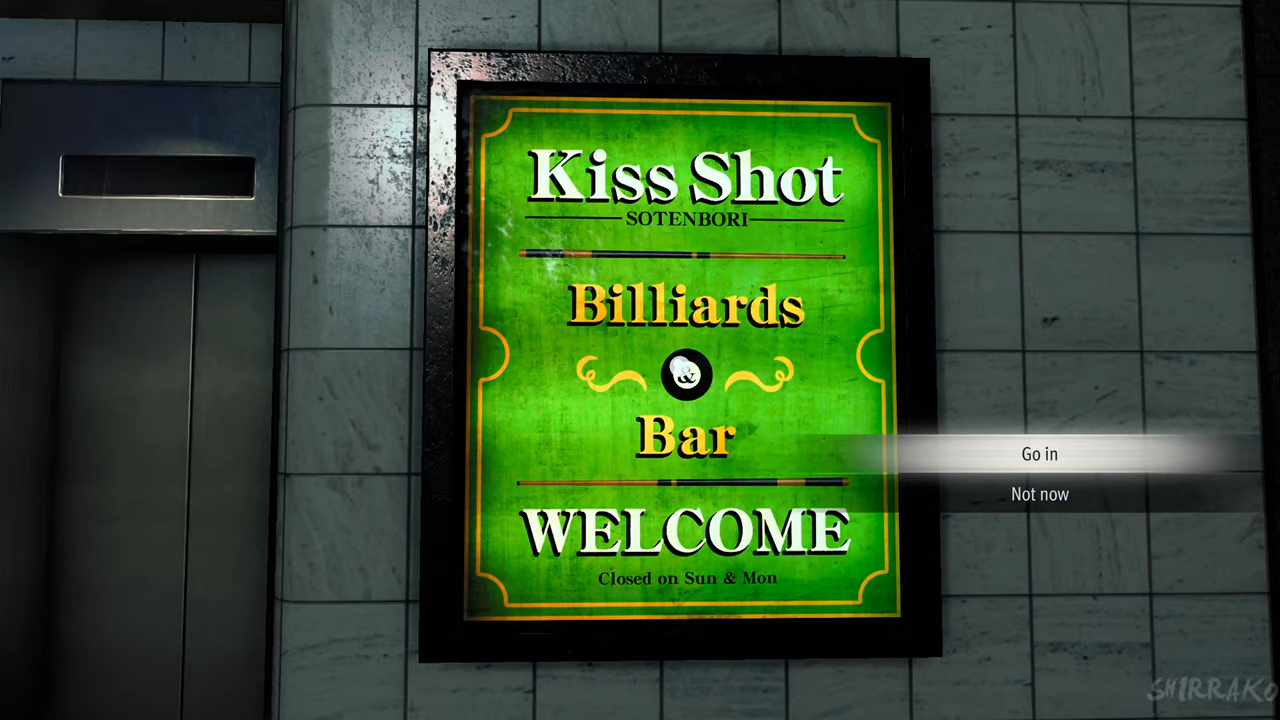 Kiss Shot
SOTENBORI
Billiards
&
Bar
WELCOME
Closed on Sun & Mon
Go in
Not now
SHIRRAKO